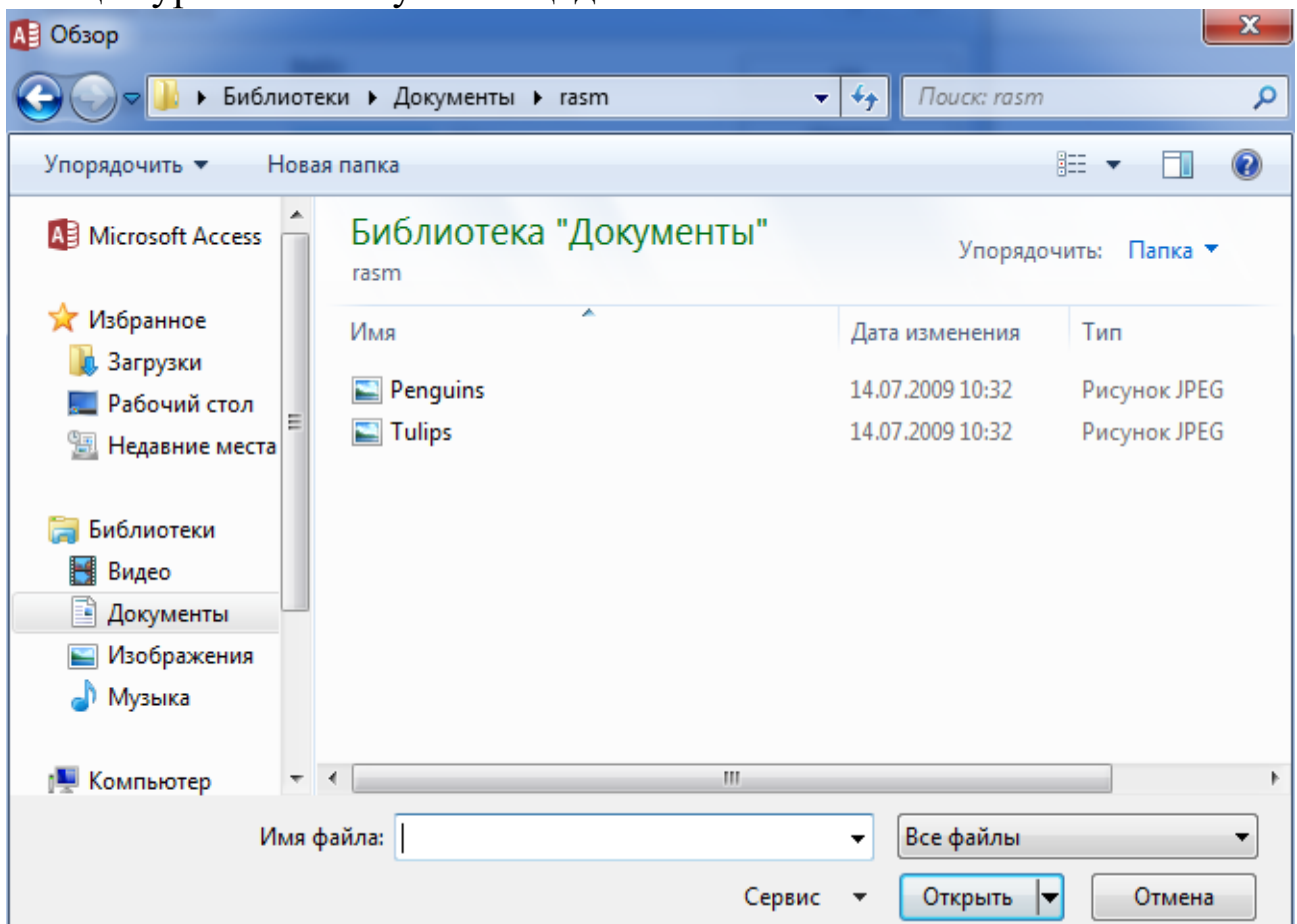 Обзор
Библиотеки ▸ Документы ▸ rasm
Поиск: rasm
Упорядочить ▾ Новая папка
Microsoft Access
Избранное
Загрузки
Рабочий стол
Недавние места
Библиотеки
Видео
Документы
Изображения
Музыка
Компьютер
Библиотека "Документы"
rasm
Упорядочить: Папка ▾
Имя Дата изменения Тип
Penguins 14.07.2009 10:32 Рисунок JPEG
Tulips 14.07.2009 10:32 Рисунок JPEG
Имя файла: Все файлы
Сервис ▾ Открыть Отмена